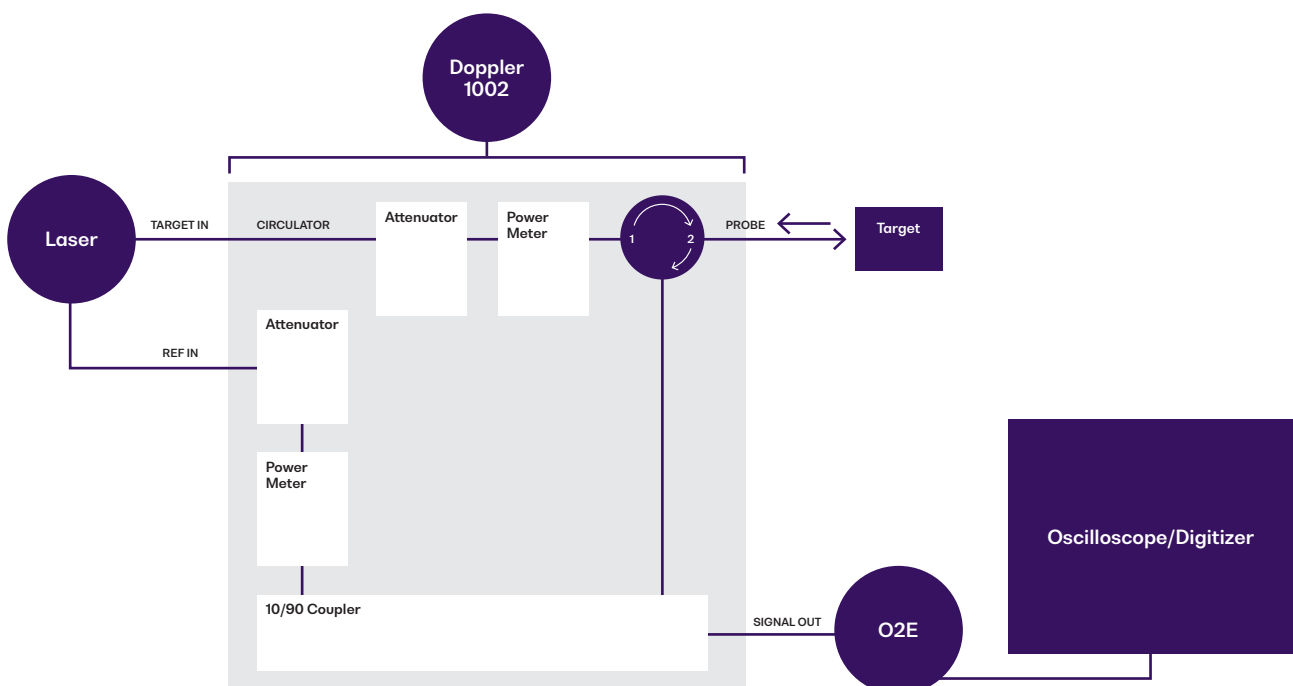 Doppler
1002
Laser
TARGET IN
CIRCULATOR
Attenuator
Power
Meter
1
2
PROBE
Target
Attenuator
REF IN
Power
Meter
10/90 Coupler
SIGNAL OUT
O2E
Oscilloscope/Digitizer